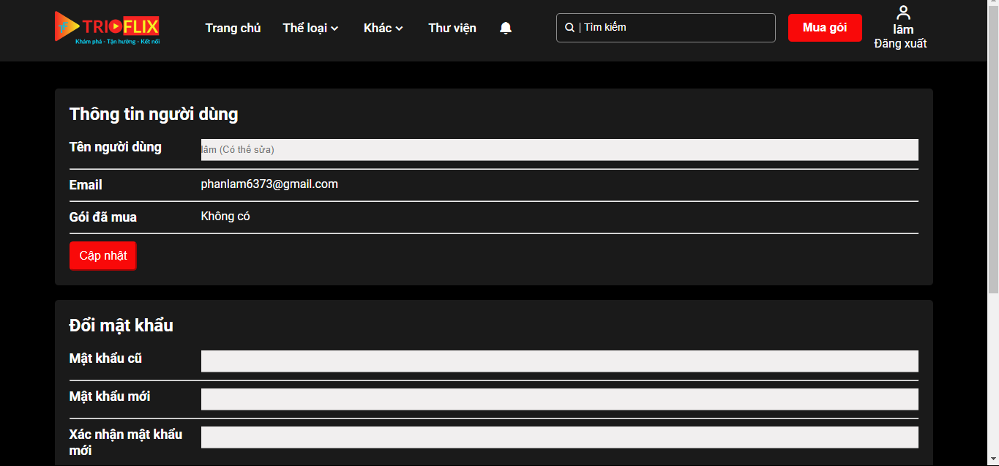 TRIOFLIX
Khám phá - Tận hưởng - Kết nối
Trang chủ
Thể loại
Khác
Thư viện
| Tìm kiếm
Mua gói
lâm
Đăng xuất
Thông tin người dùng
Tên người dùng
lâm (Có thể sửa)
Email
phanlam6373@gmail.com
Gói đã mua
Không có
Cập nhật
Đổi mật khẩu
Mật khẩu cũ
Mật khẩu mới
Xác nhận mật khẩu
mới